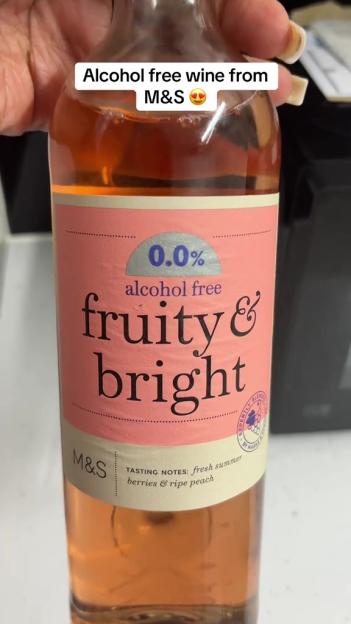 Alcohol free wine from
M&S 😍
0.0%
alcohol free
fruity &
bright
M&S
TASTING NOTES: fresh summer
berries & ripe peach